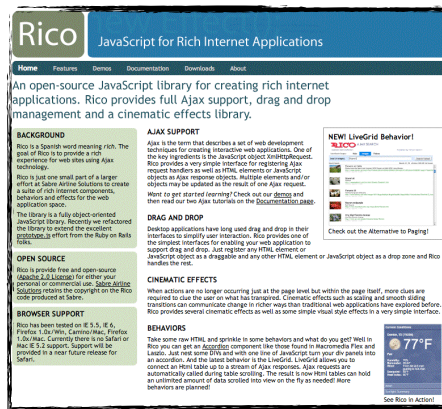 Rico
JavaScript for Rich Internet Applications
Home Features Demos Documentation Downloads About
An open-source JavaScript library for creating rich internet
applications. Rico provides full Ajax support, drag and drop
management and a cinematic effects library.
BACKGROUND
Rico is a Spanish word meaning rich. The
goal of Rico is to provide a rich
experience for web sites using Ajax
technology.
Rico is just one small part of a larger
effort at Sabre Airline Solutions to create
a suite of rich internet components,
behaviors and effects for the web
application space.
The library is a fully object-oriented
JavaScript library. Recently we refactored
the library to extend the excellent
prototype.js effort from the Ruby on Rails
folks.
OPEN SOURCE
Rico is provide free and open-source
(Apache 2.0 License) for either your
personal or commercial use. Sabre Airline
Solutions retains the copyright on the Rico
code produced at Sabre.
BROWSER SUPPORT
Rico has been tested on IE 5.5, IE 6,
Firefox 1.0x/Win, Camino/Mac, Firefox
1.0x/Mac. Currently there is no Safari or
Mac IE 5.2 support. Support will be
provided in a near future release for
Safari.
AJAX SUPPORT
Ajax is the term that describes a set of web development
techniques for creating interactive web applications. One of
the key ingredients is the JavaScript object XmlHttpRequest.
Rico provides a very simple interface for registering Ajax
request handlers as well as HTML elements or JavaScript
objects as Ajax response objects. Multiple elements and/or
objects may be updated as the result of one Ajax request.
Want to get started learning? Check out our demos and
then read our two Ajax tutorials on the Documentation page.
DRAG AND DROP
Desktop applications have long used drag and drop in their
interfaces to simplify user interaction. Rico provides one of
the simplest interfaces for enabling your web application to
support drag and drop. Just register any HTML element or
JavaScript object as a draggable and any other HTML element or JavaScript object as a drop zone and Rico
handles the rest.
CINEMATIC EFFECTS
When actions are no longer occurring just at the page level but within the page itself, more clues are
required to clue the user on what has transpired. Cinematic effects such as scaling and smooth sliding
transitions can communicate change in richer ways than traditional web applications have explored before.
Rico provides several cinematic effects as well as some simple visual style effects in a very simple interface.
BEHAVIORS
Take some raw HTML and sprinkle in some behavior and what do you get? Well in
Rico you can get an Accordion component like those found in Macromedia Flex and
Laszlo. Just nest some DIVs and with one line of JavaScript turn your div panels into
an accordion. And the latest behavior is the LiveGrid. LiveGrid allows you to
connect an Html table up to a stream of Ajax responses. Ajax requests are
automatically called during table scrolling. The result is now Html tables can hold
an unlimited amount of data scrolled into view on the fly as needed! More
behaviors are planned!
NEW! LiveGrid Behavior!
RICO
Check out the Alternative to Paging!
77°F
See Rico in Action!